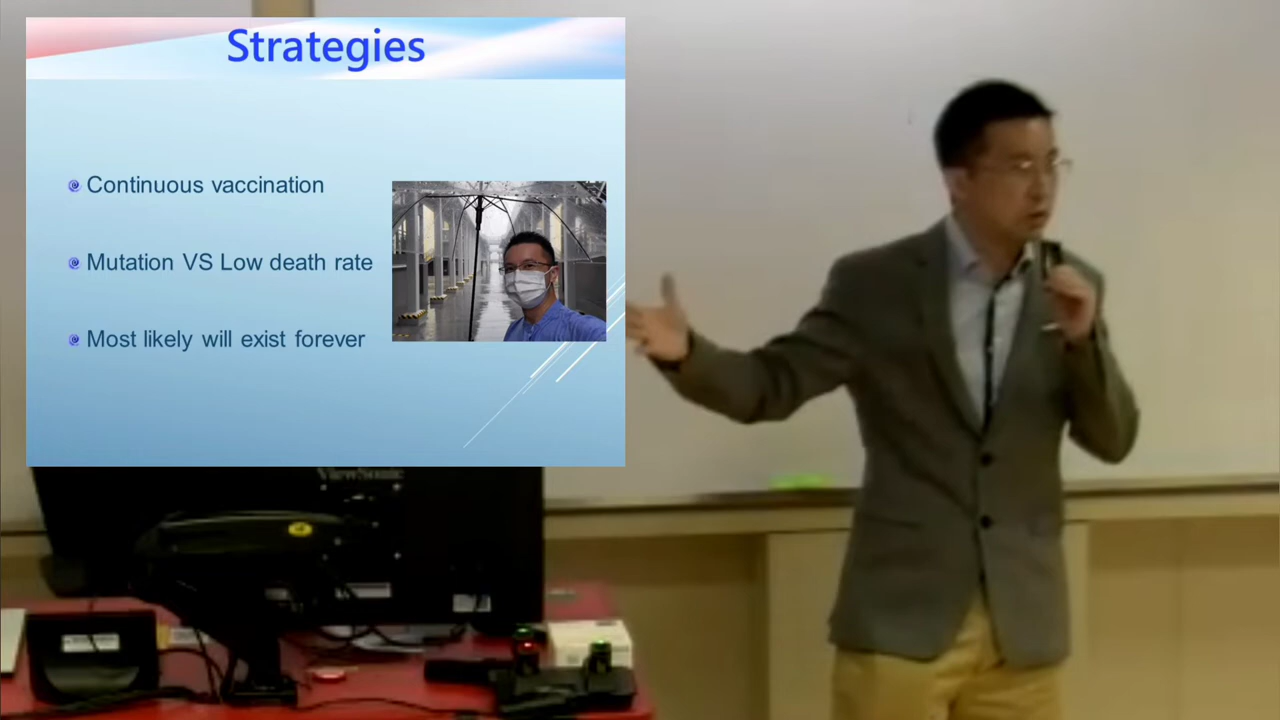 Strategies
Continuous vaccination
Mutation VS Low death rate
Most likely will exist forever
ViewSonic